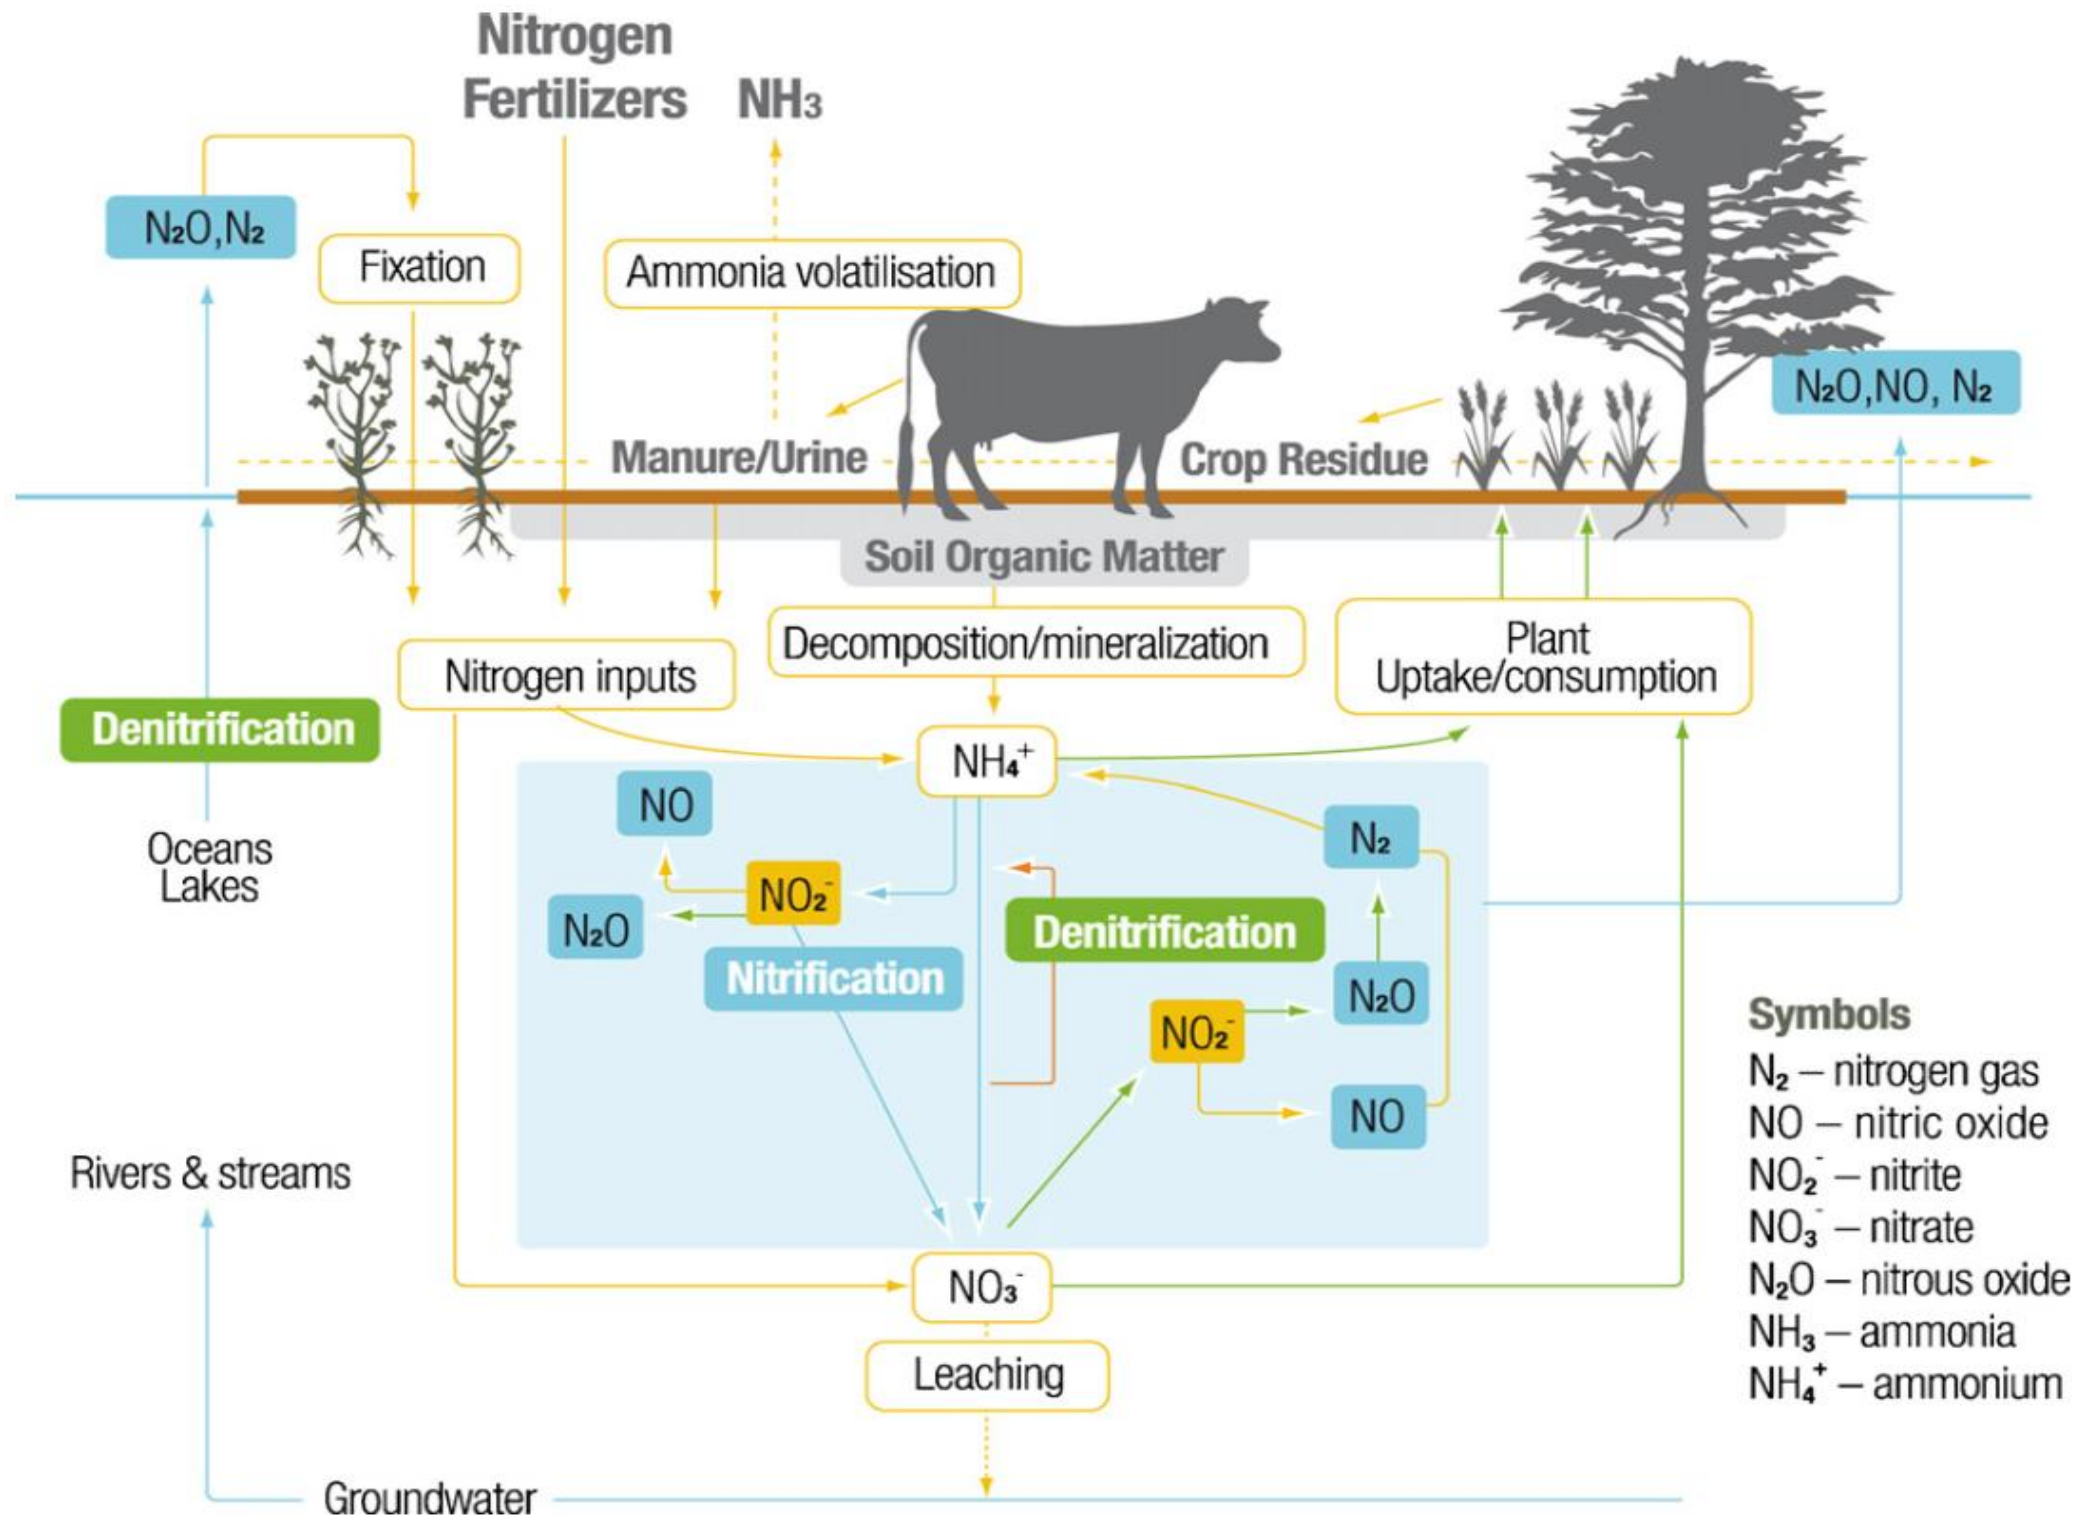 Nitrogen
Fertilizers
NH₃
N₂O,N₂
Fixation
Ammonia volatilisation
N₂O,NO, N₂
Manure/Urine
Crop Residue
Soil Organic Matter
Decomposition/mineralization
Plant
Uptake/consumption
Nitrogen inputs
Denitrification
NH₄⁺
NO
N₂
Oceans
Lakes
NO₂⁻
N₂O
Denitrification
Nitrification
N₂O
NO₂⁻
NO
Rivers & streams
NO₃⁻
Leaching
Groundwater
Symbols
N₂ – nitrogen gas
NO – nitric oxide
NO₂⁻ – nitrite
NO₃⁻ – nitrate
N₂O – nitrous oxide
NH₃ – ammonia
NH₄⁺ – ammonium